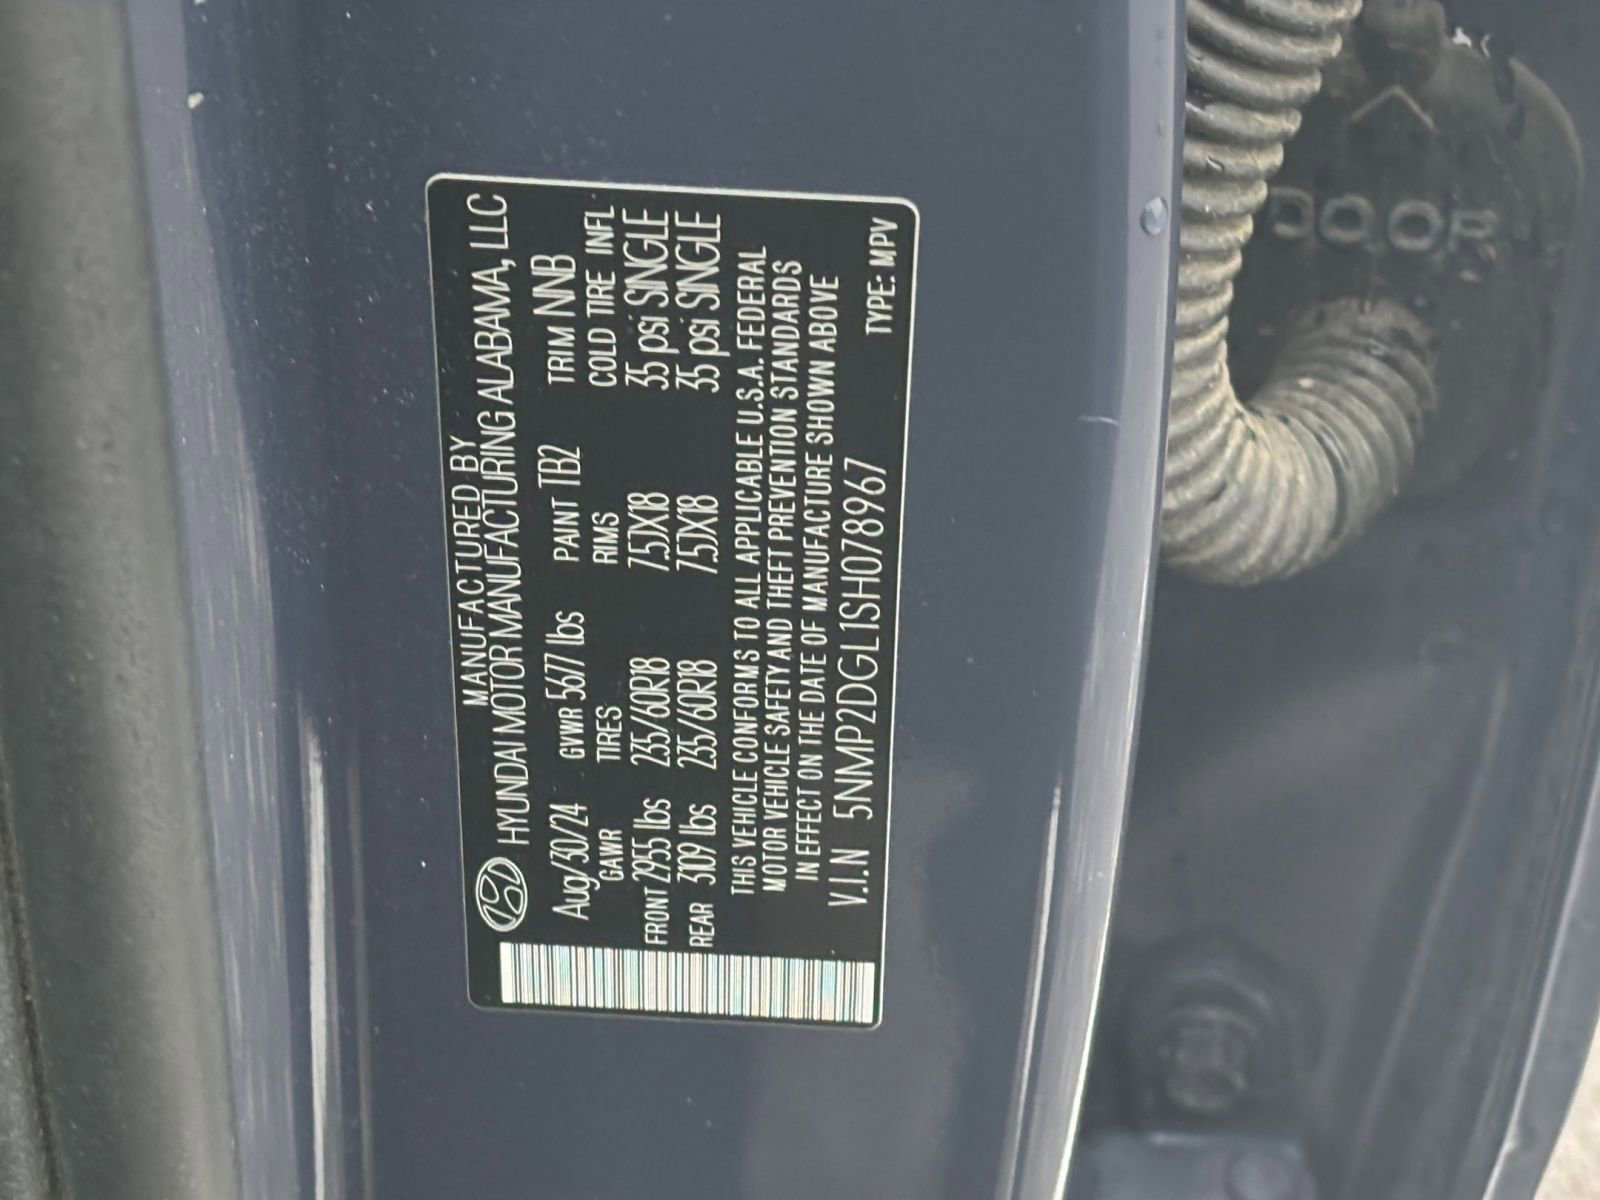 MANUFACTURED BY
HYUNDAI MOTOR MANUFACTURING ALABAMA, LLC
Aug/30/24 GVWR 5677 lbs PAINT TB2 TRIM NNB
GAWR TIRES RIMS COLD TIRE INFL
FRONT 2955 lbs 235/60R18 7.5JX18 35 psi SINGLE
REAR 3109 lbs 235/60R18 7.5JX18 35 psi SINGLE
THIS VEHICLE CONFORMS TO ALL APPLICABLE U.S.A. FEDERAL
MOTOR VEHICLE SAFETY AND THEFT PREVENTION STANDARDS
IN EFFECT ON THE DATE OF MANUFACTURE SHOWN ABOVE
V.I.N 5NMP2DGL1SH078967 TYPE: MPV
DOOR